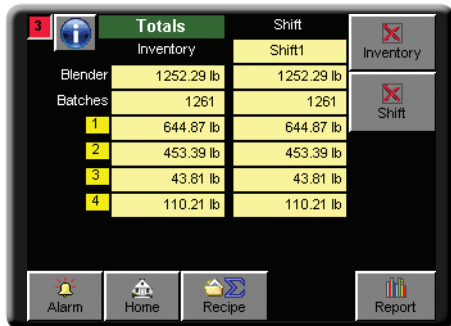 3 Totals Shift
Inventory Shift1
Blender 1252.29 lb 1252.29 lb
Batches 1261 1261
1 644.87 lb 644.87 lb
2 453.39 lb 453.39 lb
3 43.81 lb 43.81 lb
4 110.21 lb 110.21 lb
Inventory
Shift
Alarm Home Recipe Report